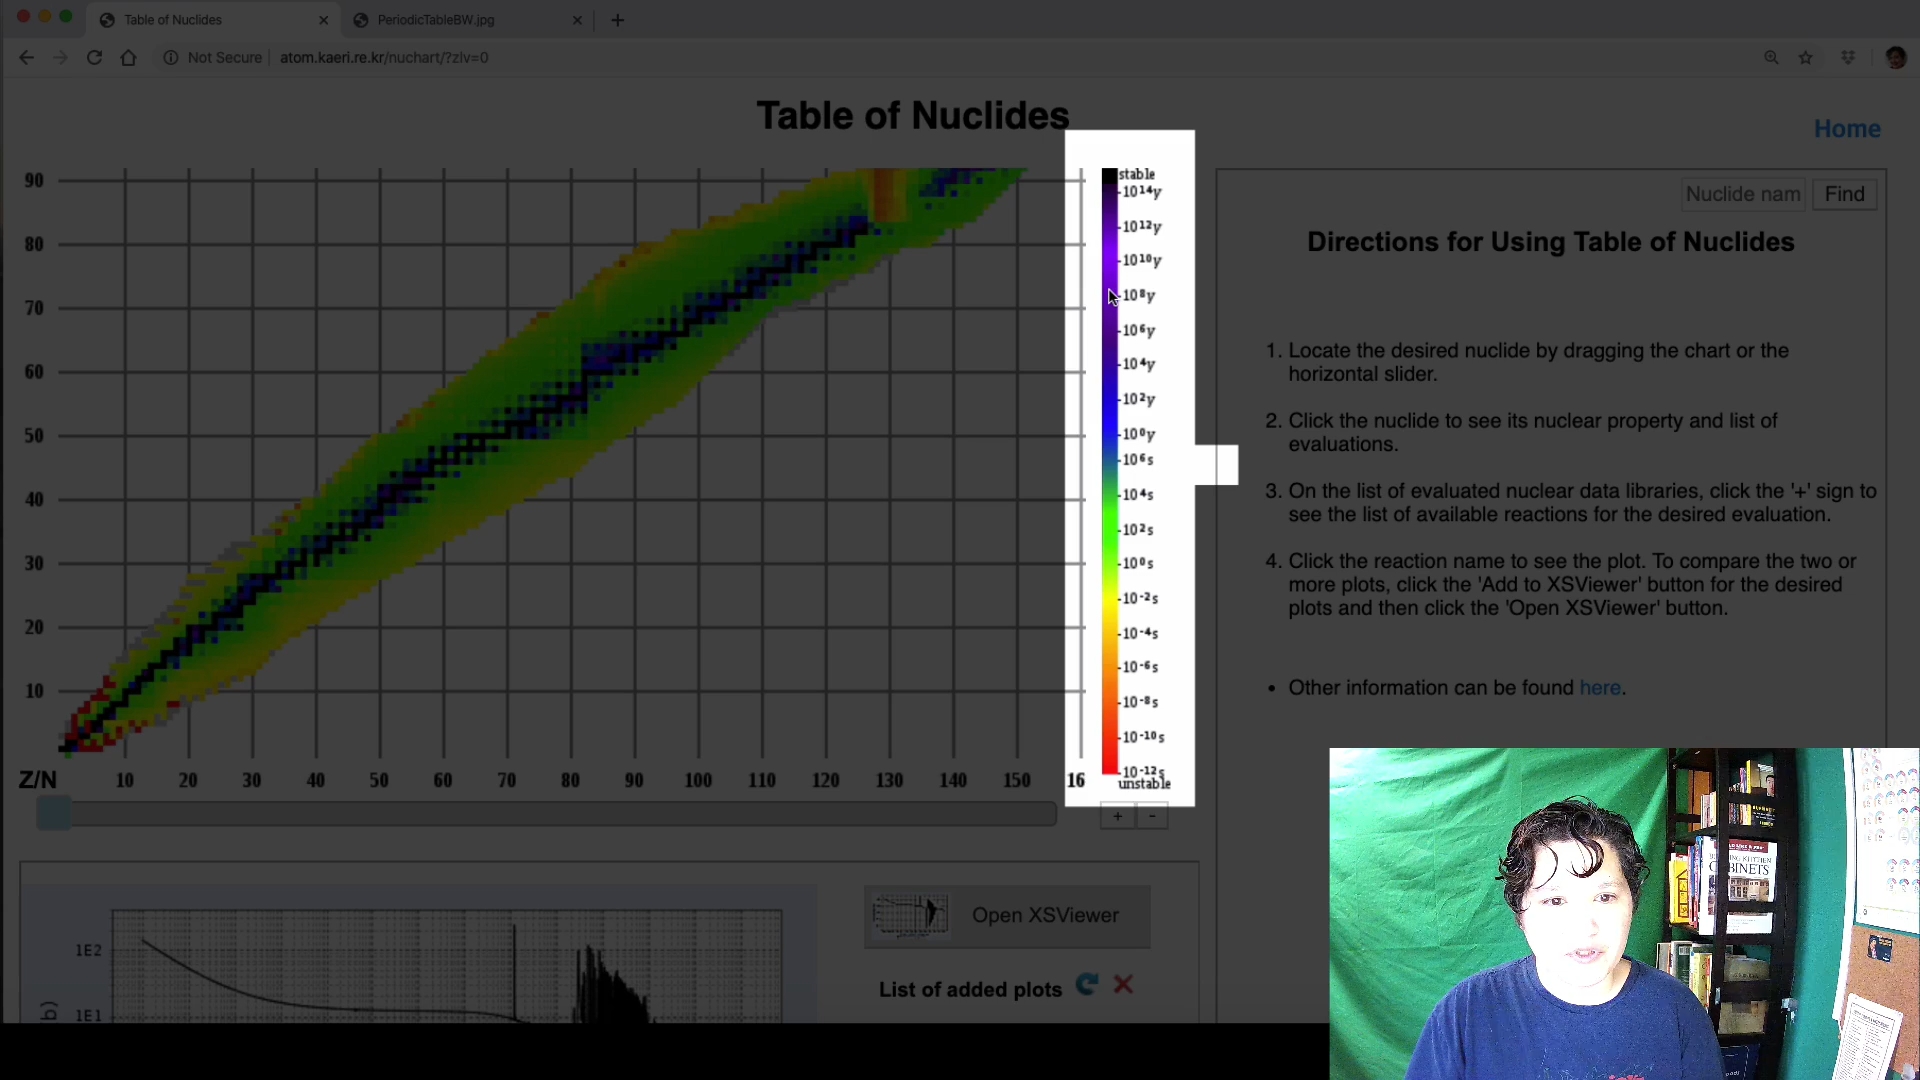 Table of Nuclides
PeriodicTableBW.jpg
Not Secure
atom.kaeri.re.kr/nuchart/?zlv=0
Table of Nuclides
Home
90
80
70
60
50
40
30
20
10
Z/N
10 20 30 40 50 60 70 80 90 100 110 120 130 140 150 16
stable
10¹⁴y
10¹²y
10¹⁰y
10⁸y
10⁶y
10⁴y
10²y
10⁰y
10⁶s
10⁴s
10²s
10⁰s
10⁻²s
10⁻⁴s
10⁻⁶s
10⁻⁸s
10⁻¹⁰s
10⁻¹²s
unstable
+ -
Nuclide nam
Find
Directions for Using Table of Nuclides
1. Locate the desired nuclide by dragging the chart or the
horizontal slider.
2. Click the nuclide to see its nuclear property and list of
evaluations.
3. On the list of evaluated nuclear data libraries, click the '+' sign to
see the list of available reactions for the desired evaluation.
4. Click the reaction name to see the plot. To compare the two or
more plots, click the 'Add to XSViewer' button for the desired
plots and then click the 'Open XSViewer' button.
• Other information can be found here.
1E2
1E1
b)
Open XSViewer
List of added plots
KITCHEN
CABINETS